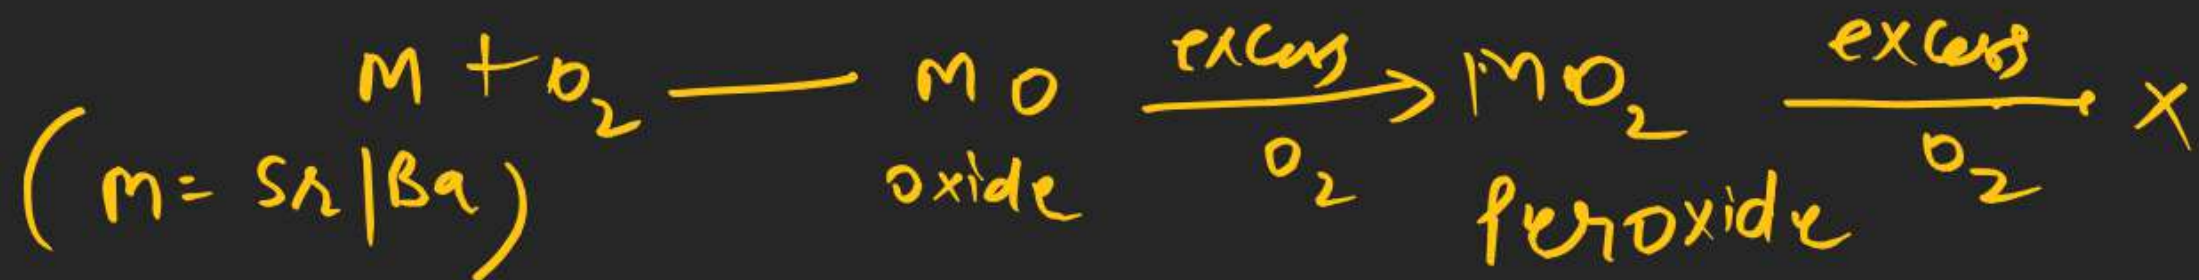 M + O₂ —— MO excess→ MO₂ excess→ X
O₂ O₂
(M = Sr/Ba) oxide Peroxide